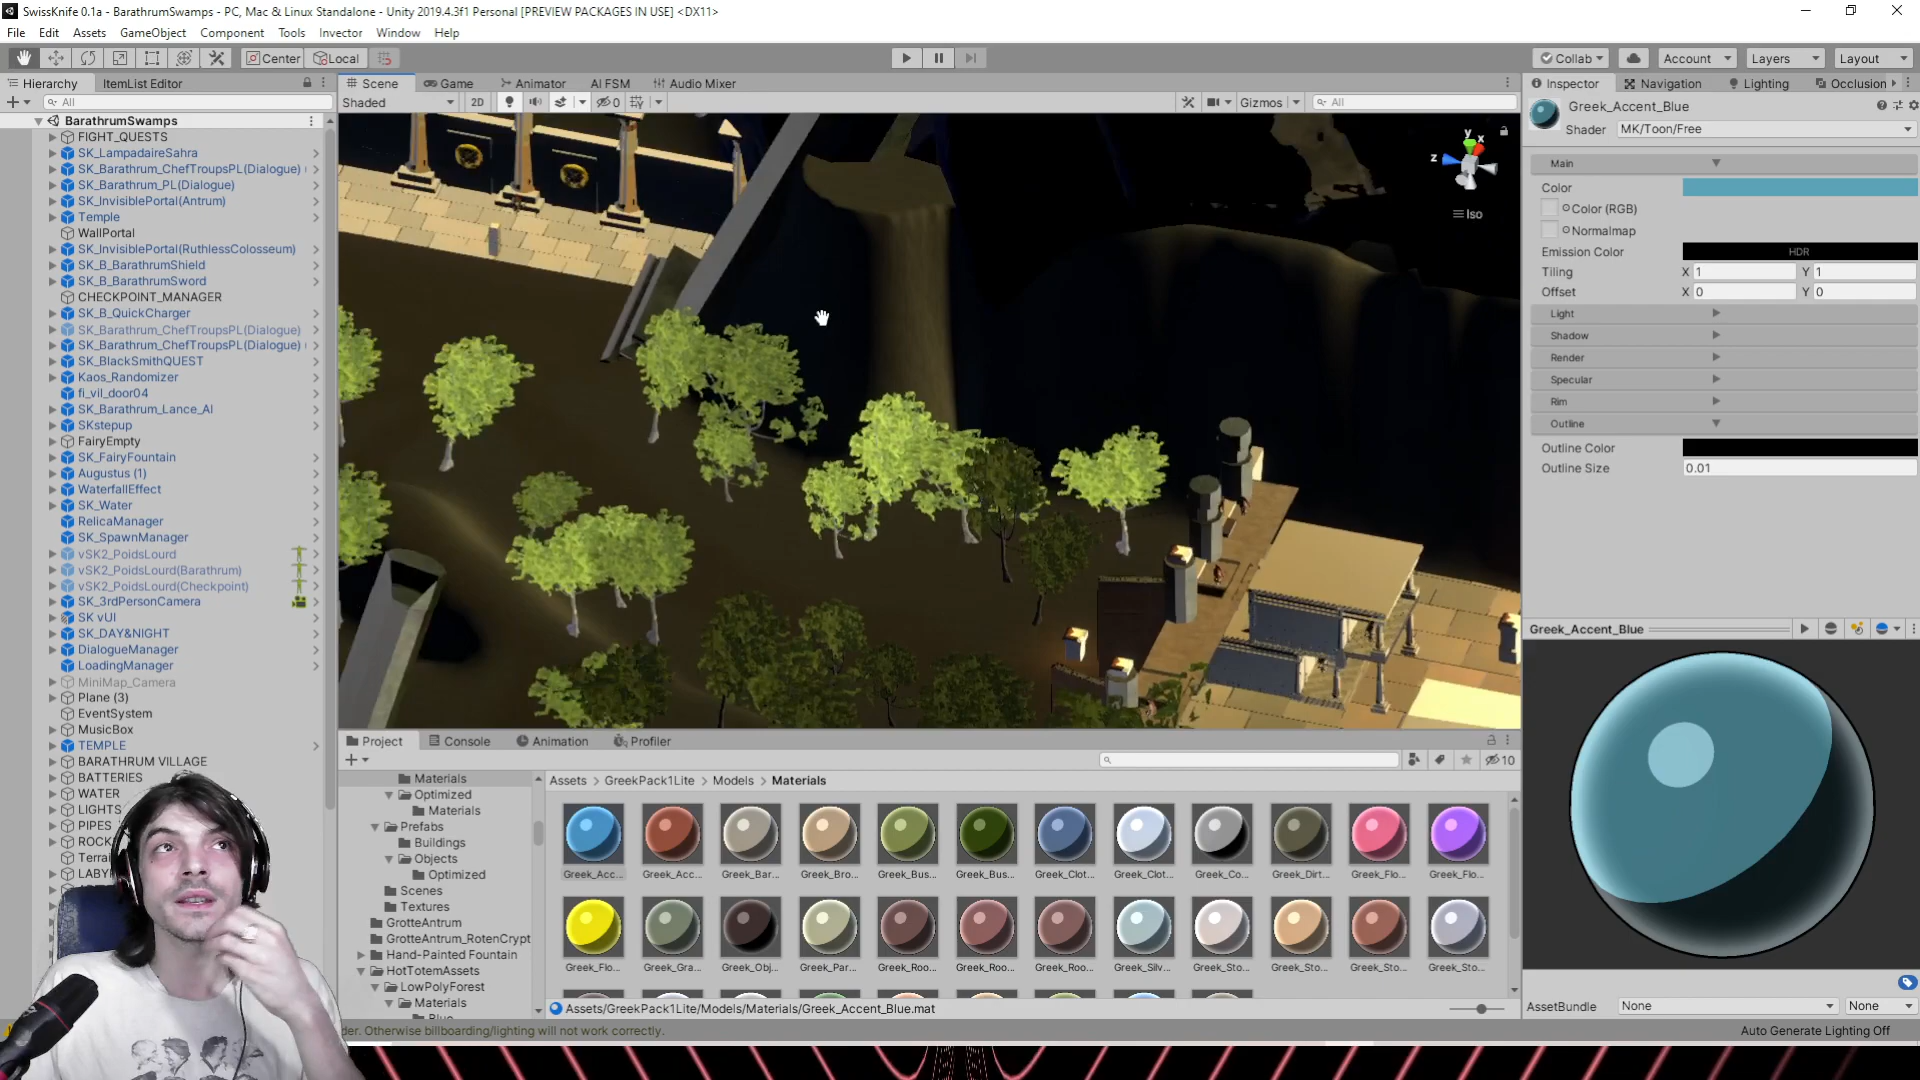 SwissKnife 0.1a - BarathrumSwamps - PC, Mac & Linux Standalone - Unity 2019.4.3f1 Personal [PREVIEW PACKAGES IN USE] <DX11>
File Edit Assets GameObject Component Tools Invector Window Help
Center Local Collab Account Layers Layout
Hierarchy ItemList Editor
All
BarathrumSwamps
FIGHT_QUESTS
SK_LampadaireSahra
SK_Barathrum_ChefTroupsPL(Dialogue)
SK_Barathrum_PL(Dialogue)
SK_InvisiblePortal(Antrum)
Temple
WallPortal
SK_InvisiblePortal(RuthlessColosseum)
SK_B_BarathrumShield
SK_B_BarathrumSword
CHECKPOINT_MANAGER
SK_B_QuickCharger
SK_Barathrum_ChefTroupsPL(Dialogue)
SK_Barathrum_ChefTroupsPL(Dialogue)
SK_BlackSmithQUEST
Kaos_Randomizer
fi_vil_door04
SK_Barathrum_Lance_AI
SKstepup
FairyEmpty
SK_FairyFountain
Augustus (1)
WaterfallEffect
SK_Water
RelicaManager
SK_SpawnManager
vSK2_PoidsLourd
vSK2_PoidsLourd(Barathrum)
vSK2_PoidsLourd(Checkpoint)
SK_3rdPersonCamera
SK vUI
SK_DAY&NIGHT
DialogueManager
LoadingManager
MiniMap_Camera
Plane (3)
EventSystem
MusicBox
TEMPLE
BARATHRUM VILLAGE
BATTERIES
WATER
LIGHTS
PIPES
ROCK
Terrai
LABY
Scene Game Animator AI FSM Audio Mixer
Shaded 2D 0 Gizmos All
y x
z
Iso
Project Console Animation Profiler
10
Materials
Optimized
Materials
Prefabs
Buildings
Objects
Optimized
Scenes
Textures
GrotteAntrum
GrotteAntrum_RotenCrypt
Hand-Painted Fountain
HotTotemAssets
LowPolyForest
Materials
Assets > GreekPack1Lite > Models > Materials
Greek_Acc... Greek_Acc... Greek_Bar... Greek_Bro... Greek_Bus... Greek_Bus... Greek_Clot... Greek_Clot... Greek_Co... Greek_Dirt... Greek_Flo... Greek_Flo...
Greek_Flo... Greek_Gra... Greek_Obj... Greek_Par... Greek_Roo... Greek_Roo... Greek_Roo... Greek_Silv... Greek_Sto... Greek_Sto... Greek_Sto... Greek_Sto...
Assets/GreekPack1Lite/Models/Materials/Greek_Accent_Blue.mat
der. Otherwise billboarding/lighting will not work correctly.
Inspector Navigation Lighting Occlusion
Greek_Accent_Blue
Shader MK/Toon/Free
Main
Color
Color (RGB)
Normalmap
Emission Color HDR
Tiling X 1 Y 1
Offset X 0 Y 0
Light
Shadow
Render
Specular
Rim
Outline
Outline Color
Outline Size 0.01
Greek_Accent_Blue
AssetBundle None None
Auto Generate Lighting Off